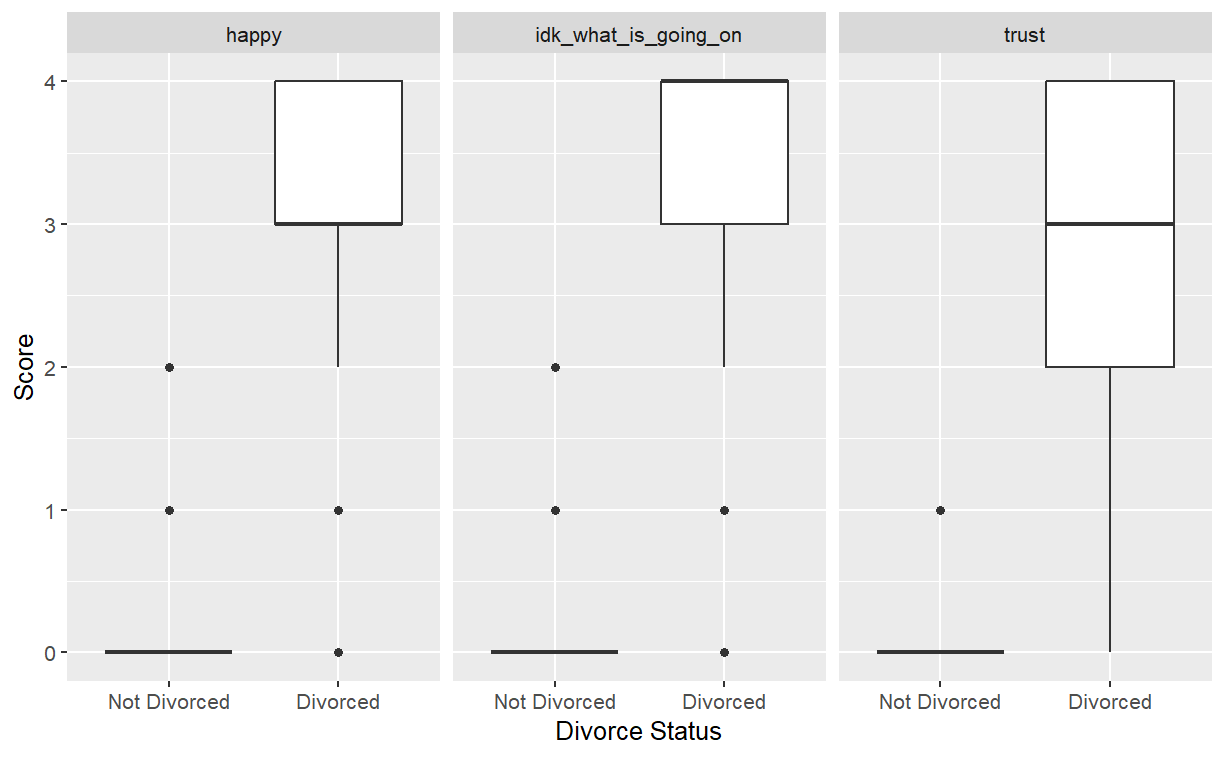 happy
idk_what_is_going_on
trust
Score
4
3
2
1
0
Not Divorced
Divorced
Not Divorced
Divorced
Not Divorced
Divorced
Divorce Status